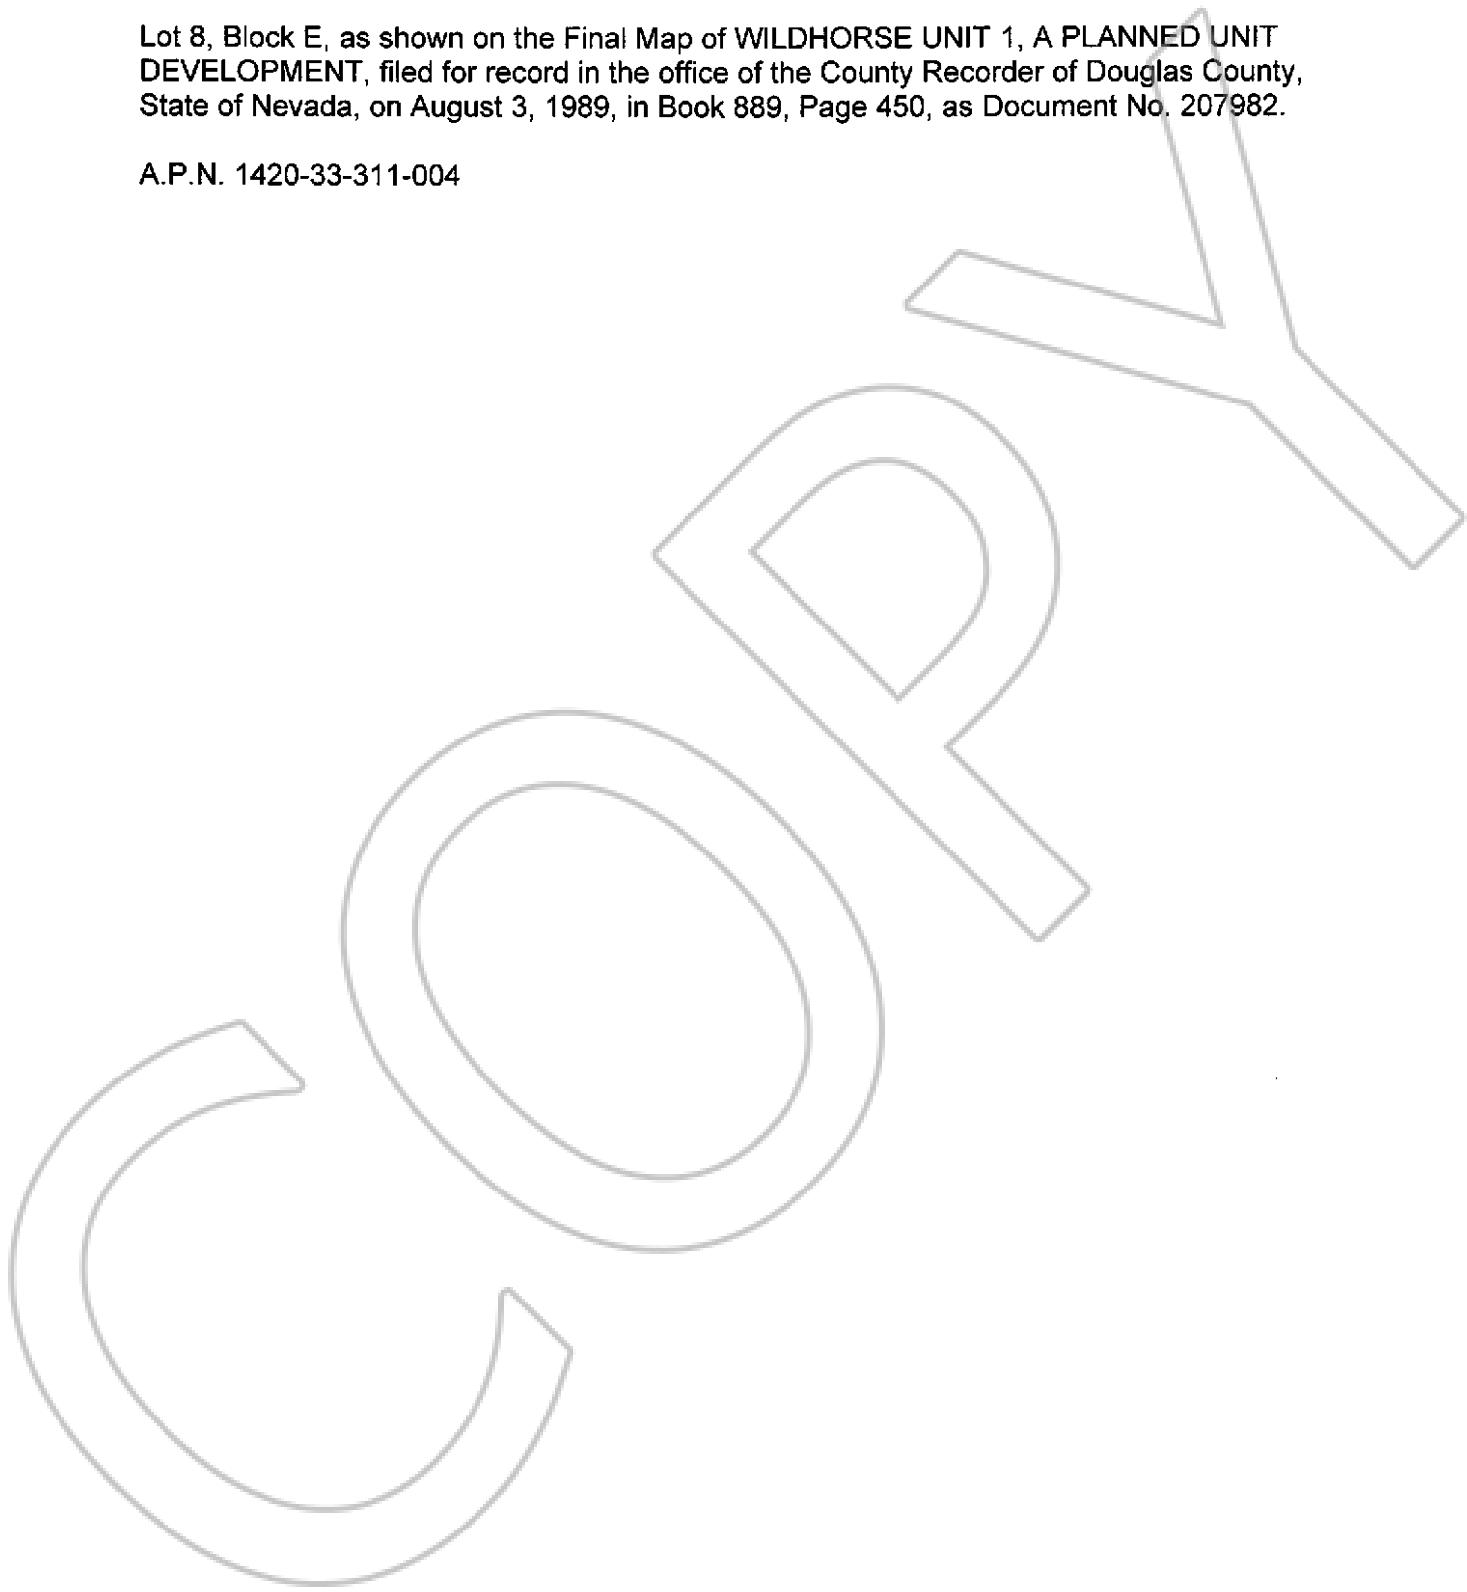 Lot 8, Block E, as shown on the Final Map of WILDHORSE UNIT 1, A PLANNED UNIT
DEVELOPMENT, filed for record in the office of the County Recorder of Douglas County,
State of Nevada, on August 3, 1989, in Book 889, Page 450, as Document No. 207982.
A.P.N. 1420-33-311-004
COPY